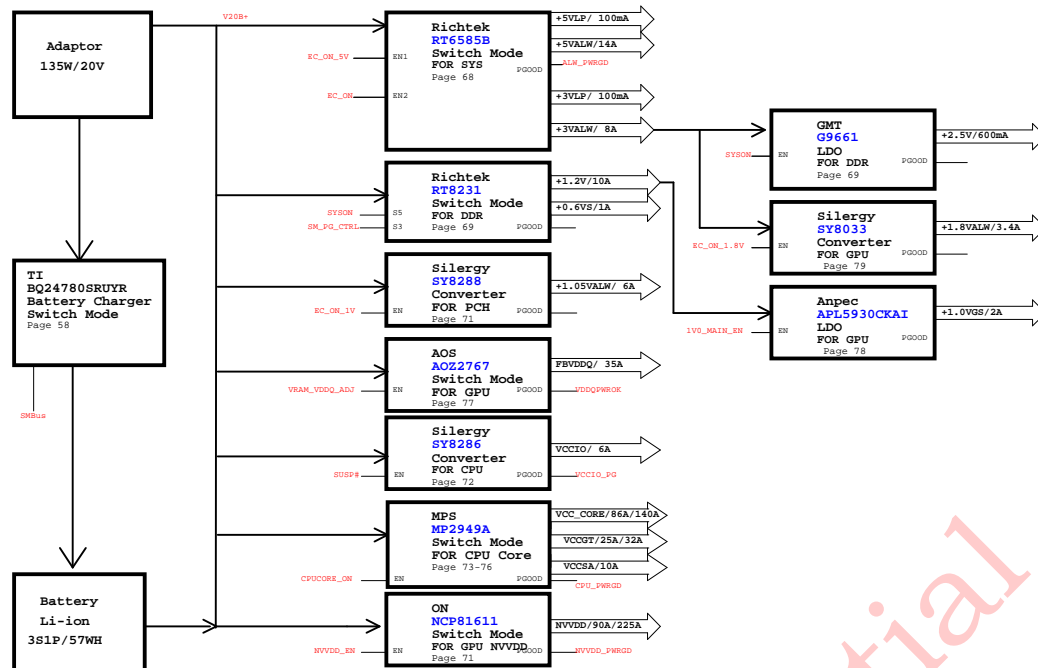 V20B+
Adaptor
135W/20V
TI
BQ24780SRUYR
Battery Charger
Switch Mode
Page 58
SMBus
Battery
Li-ion
3S1P/57WH
Richtek
RT6585B
Switch Mode
FOR SYS
Page 68
EC_ON_5V
EN1
EC_ON
EN2
PGOOD
+5VLP/ 100mA
+5VALW/14A
ALW_PWRGD
+3VLP/ 100mA
+3VALW/ 8A
Richtek
RT8231
Switch Mode
FOR DDR
Page 69
SYSON
S5
SM_PG_CTRL
S3
PGOOD
+1.2V/10A
+0.6VS/1A
Silergy
SY8288
Converter
FOR PCH
Page 71
EC_ON_1V
EN
PGOOD
+1.05VALW/ 6A
AOS
AOZ2767
Switch Mode
FOR GPU
Page 77
VRAM_VDDQ_ADJ
EN
PGOOD
FBVDDQ/ 35A
VDDQPWROK
Silergy
SY8286
Converter
FOR CPU
Page 72
SUSP#
EN
PGOOD
VCCIO/ 6A
VCCIO_PG
MPS
MP2949A
Switch Mode
FOR CPU Core
Page 73-76
CPUCORE_ON
EN
PGOOD
VCC_CORE/86A/140A
VCCGT/25A/32A
VCCSA/10A
CPU_PWRGD
ON
NCP81611
Switch Mode
FOR GPU NVVDD
Page 71
NVVDD_EN
EN
PGOOD
NVVDD/90A/225A
NVVDD_PWRGD
GMT
G9661
LDO
FOR DDR
Page 69
SYSON
EN
PGOOD
+2.5V/600mA
Silergy
SY8033
Converter
FOR GPU
Page 79
EC_ON_1.8V
EN
PGOOD
+1.8VALW/3.4A
Anpec
APL5930CKAI
LDO
FOR GPU
Page 78
1V0_MAIN_EN
EN
PGOOD
+1.0VGS/2A
tial